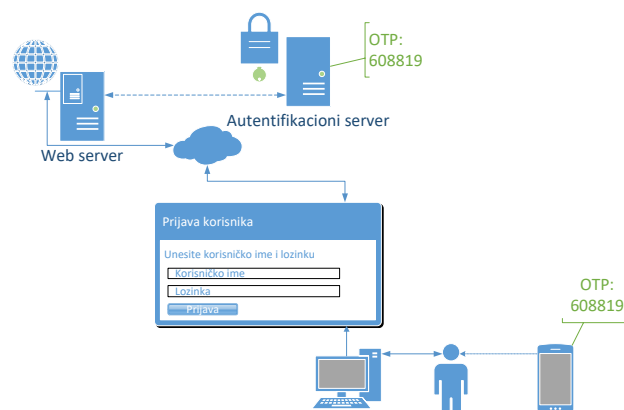 OTP:
608819
Autentifikacioni server
Web server
Prijava korisnika
Unesite korisničko ime i lozinku
Korisničko ime
Lozinka
Prijava
OTP:
608819